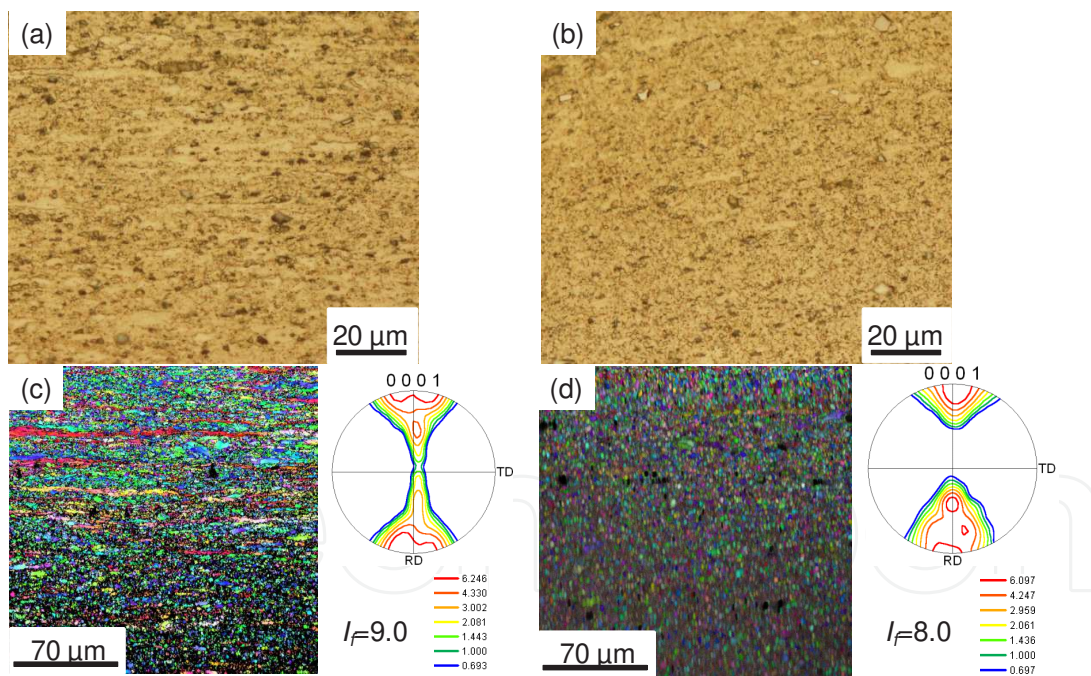 (a)
20 µm
(b)
20 µm
(c)
70 µm
0 0 0 1
TD
RD
6.246
4.330
3.002
2.081
1.443
1.000
0.693
I_f=9.0
(d)
70 µm
0 0 0 1
TD
RD
6.097
4.247
2.959
2.061
1.436
1.000
0.697
I_f=8.0